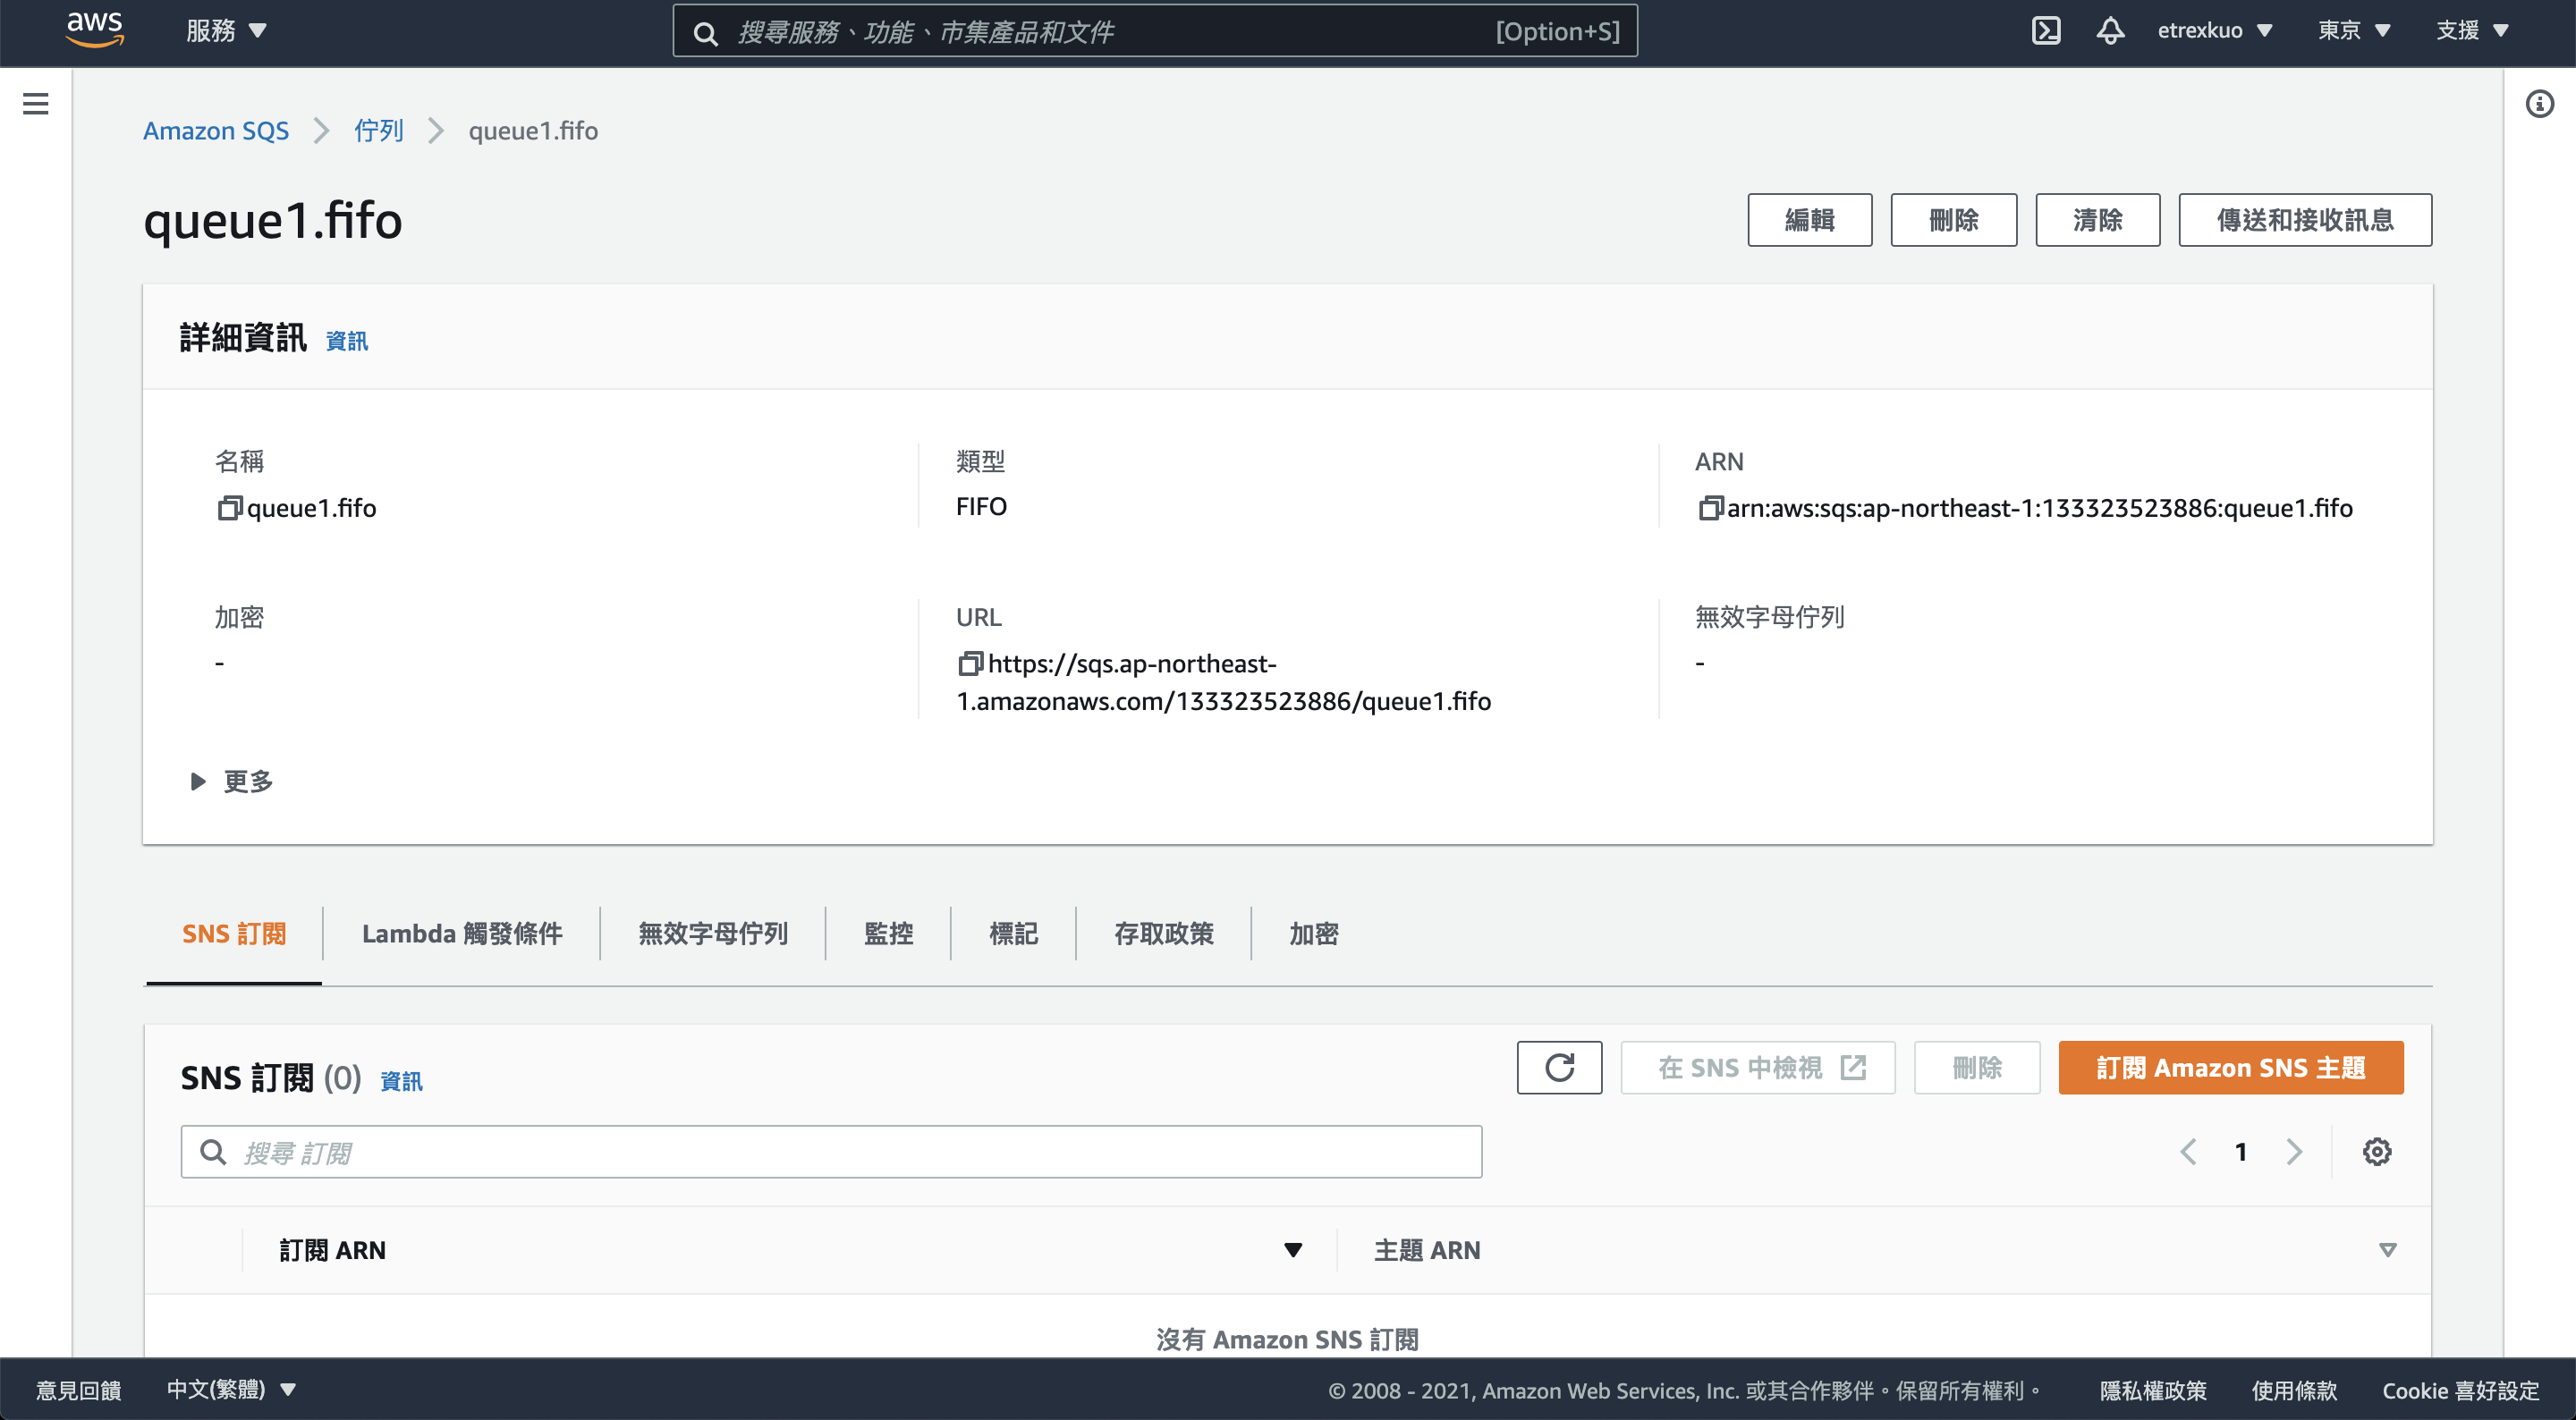 aws 服務 搜尋服務、功能、市集產品和文件 [Option+S] etrexkuo 東京 支援
Amazon SQS 佇列 queue1.fifo
queue1.fifo 編輯 刪除 清除 傳送和接收訊息
詳細資訊 資訊
名稱 類型 ARN
queue1.fifo FIFO arn:aws:sqs:ap-northeast-1:133323523886:queue1.fifo
加密 URL 無效字母佇列
- https://sqs.ap-northeast- -
1.amazonaws.com/133323523886/queue1.fifo
更多
SNS 訂閱 Lambda 觸發條件 無效字母佇列 監控 標記 存取政策 加密
SNS 訂閱 (0) 資訊 在 SNS 中檢視 刪除 訂閱 Amazon SNS 主題
搜尋 訂閱 1
訂閱 ARN 主題 ARN
沒有 Amazon SNS 訂閱
意見回饋 中文(繁體) © 2008 - 2021, Amazon Web Services, Inc. 或其合作夥伴。保留所有權利。 隱私權政策 使用條款 Cookie 喜好設定